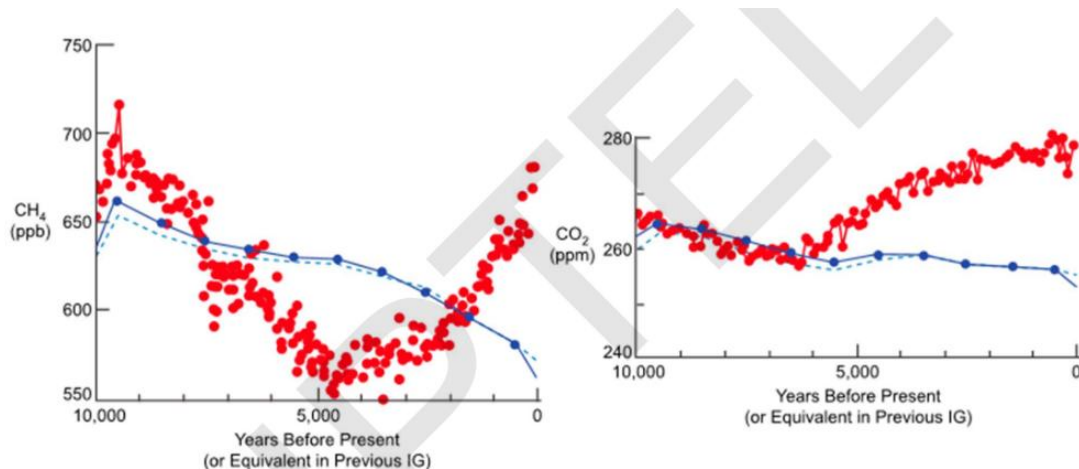 750
700
CH4
(ppb)
650
600
550
10,000
5,000
0
Years Before Present
(or Equivalent in Previous IG)
280
CO2
(ppm)
260
240
10,000
5,000
0
Years Before Present
(or Equivalent in Previous IG)